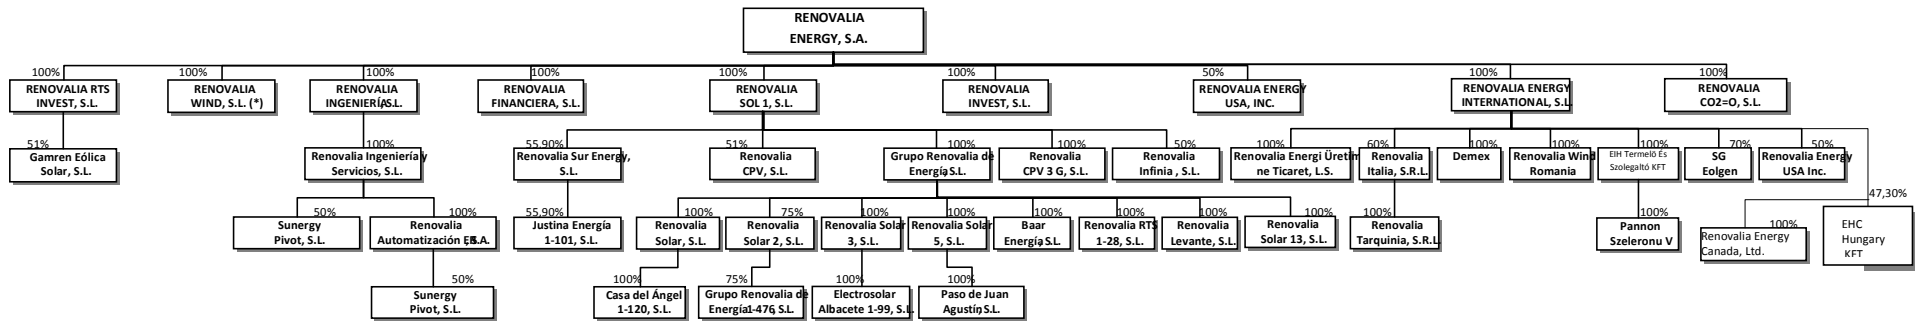 RENOVALIA
ENERGY, S.A.
100%
RENOVALIA RTS
INVEST, S.L.
100%
RENOVALIA
WIND, S.L. (*)
100%
RENOVALIA
INGENIERÍA, S.L.
100%
RENOVALIA
FINANCIERA, S.L.
100%
RENOVALIA
SOL 1, S.L.
100%
RENOVALIA
INVEST, S.L.
50%
RENOVALIA ENERGY
USA, INC.
100%
RENOVALIA ENERGY
INTERNATIONAL, S.L.
100%
RENOVALIA
CO2=O, S.L.
51%
Gamren Eólica
Solar, S.L.
100%
Renovalia Ingeniería y
Servicios, S.L.
55,90%
Renovalia Sur Energy,
S.L.
51%
Renovalia
CPV, S.L.
100%
Grupo Renovalia de
Energía, S.L.
100%
Renovalia
CPV 3 G, S.L.
50%
Renovalia
Infinia , S.L.
100%
Renovalia Energi Üretim
ne Ticaret, L.S.
60%
Renovalia
Italia, S.R.L.
100%
Demex
100%
Renovalia Wind
Romania
100%
EIH Termelö És
Szolegaltó KFT
70%
SG
Eolgen
50%
Renovalia Energy
USA Inc.
47,30%
EHC
Hungary
KFT
50%
Sunergy
Pivot, S.L.
100%
Renovalia
Automatización EB, S.A.
55,90%
Justina Energía
1-101, S.L.
100%
Renovalia
Solar, S.L.
75%
Renovalia
Solar 2, S.L.
100%
Renovalia Solar
3, S.L.
100%
Renovalia Solar
5, S.L.
100%
Baar
Energía, S.L.
100%
Renovalia RTS
1-28, S.L.
100%
Renovalia
Levante, S.L.
100%
Renovalia
Solar 13, S.L.
100%
Renovalia
Tarquinia, S.R.L.
100%
Pannon
Szeleronu V
100%
Renovalia Energy
Canada, Ltd.
50%
Sunergy
Pivot, S.L.
100%
Casa del Ángel
1-120, S.L.
75%
Grupo Renovalia de
Energía 1-476, S.L.
100%
Electrosolar
Albacete 1-99, S.L.
100%
Paso de Juan
Agustín, S.L.